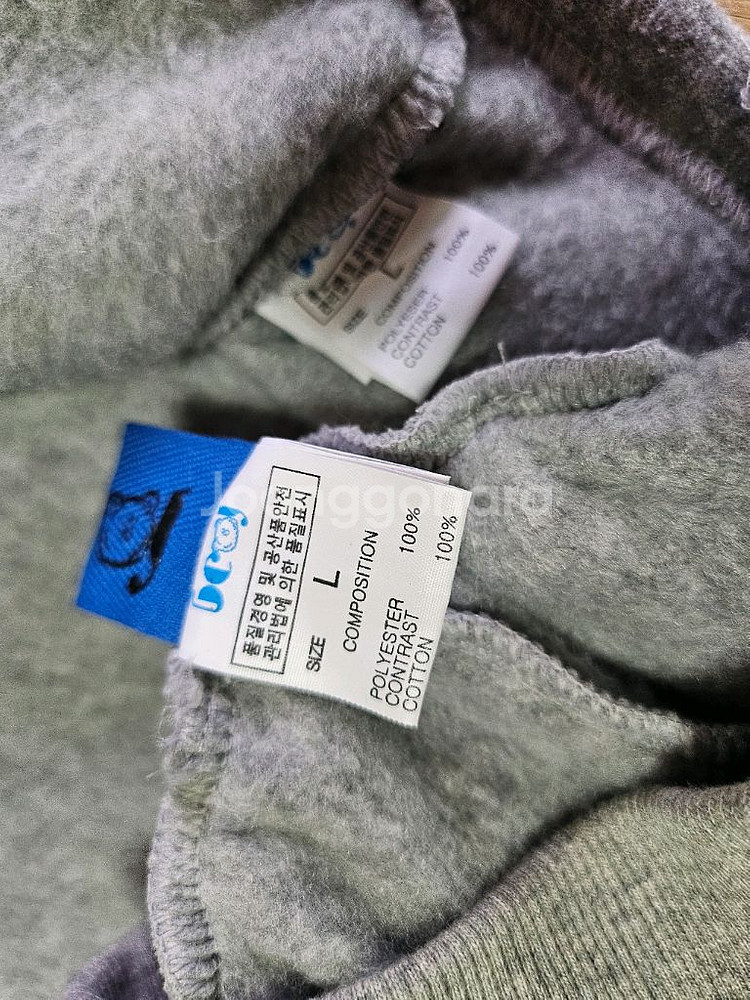 품질경영 및 공산품안전
관리법에 의한 품질표시
SIZE L
COMPOSITION
POLYESTER 100%
CONTRAST
COTTON 100%
SIZE L
COMPOSITION
POLYESTER 100%
CONTRAST
COTTON 100%
Joonggonara